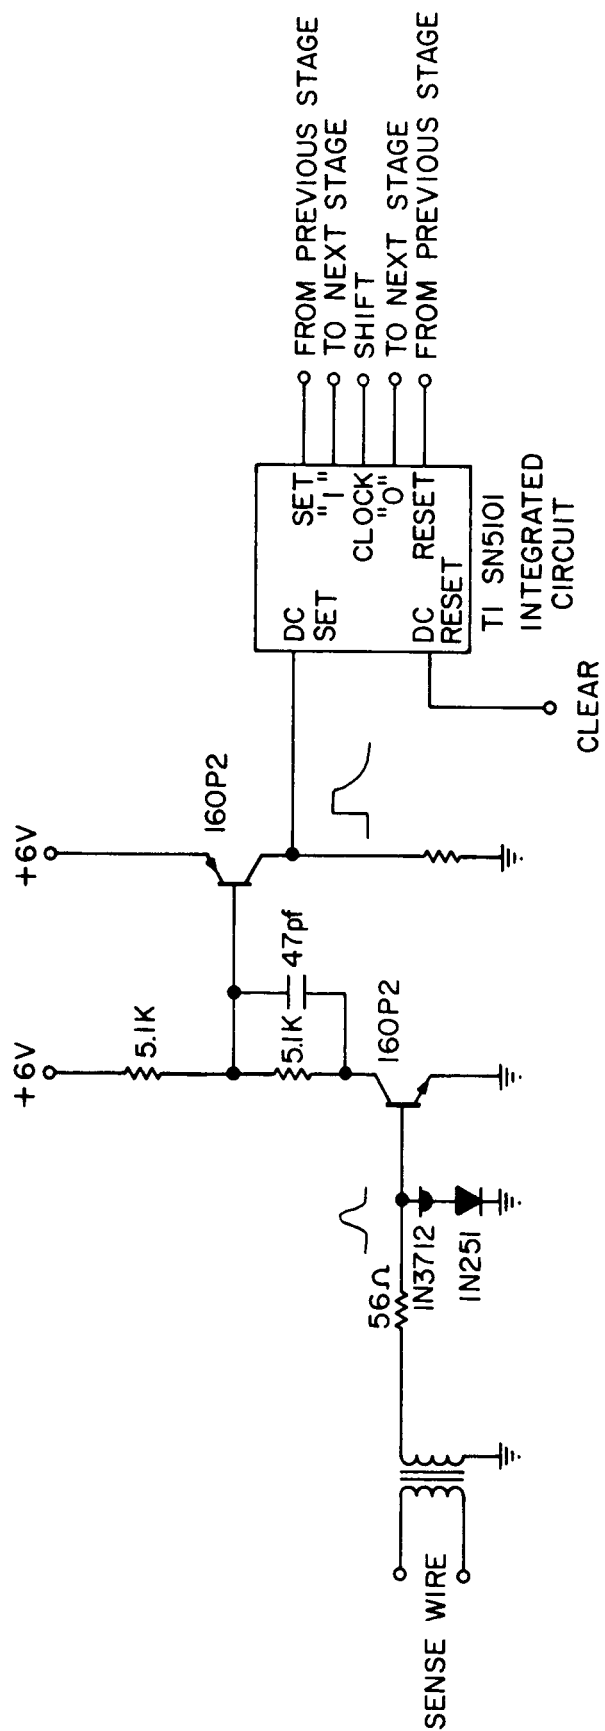 SENSE WIRE
56Ω
1N3712
1N251
+6V
5.1K
5.1K
47pf
160P2
+6V
160P2
DC
SET
DC
RESET
SET
"1"
CLOCK
"0"
RESET
TI SN5101
INTEGRATED
CIRCUIT
CLEAR
FROM PREVIOUS STAGE
TO NEXT STAGE
SHIFT
TO NEXT STAGE
FROM PREVIOUS STAGE